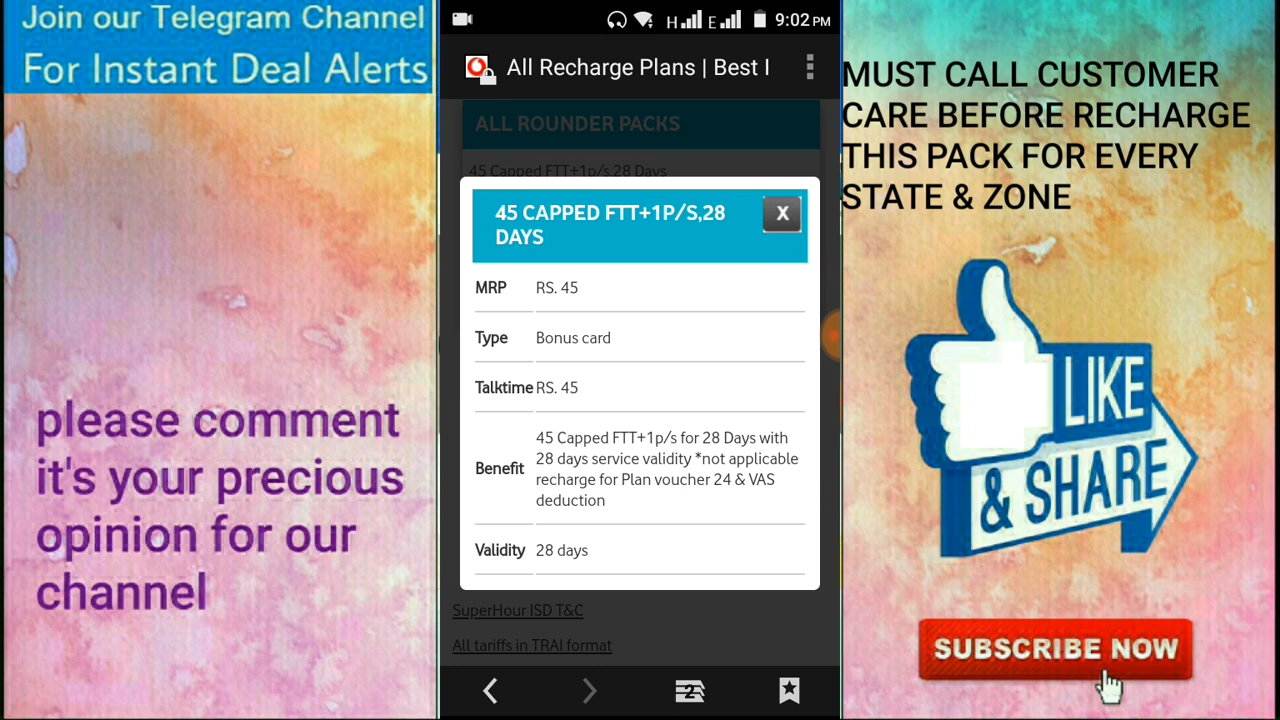 Join our Telegram Channel
For Instant Deal Alerts
please comment
it's your precious
opinion for our
channel
H E 9:02 PM
All Recharge Plans | Best I
ALL ROUNDER PACKS
45 Capped FTT+1p/s 28 Days
45 CAPPED FTT+1P/S,28
DAYS
X
MRP RS. 45
Type Bonus card
Talktime RS. 45
Benefit 45 Capped FTT+1p/s for 28 Days with
28 days service validity *not applicable
recharge for Plan voucher 24 & VAS
deduction
Validity 28 days
SuperHour ISD T&C
All tariffs in TRAI format
2
MUST CALL CUSTOMER
CARE BEFORE RECHARGE
THIS PACK FOR EVERY
STATE & ZONE
LIKE
& SHARE
SUBSCRIBE NOW